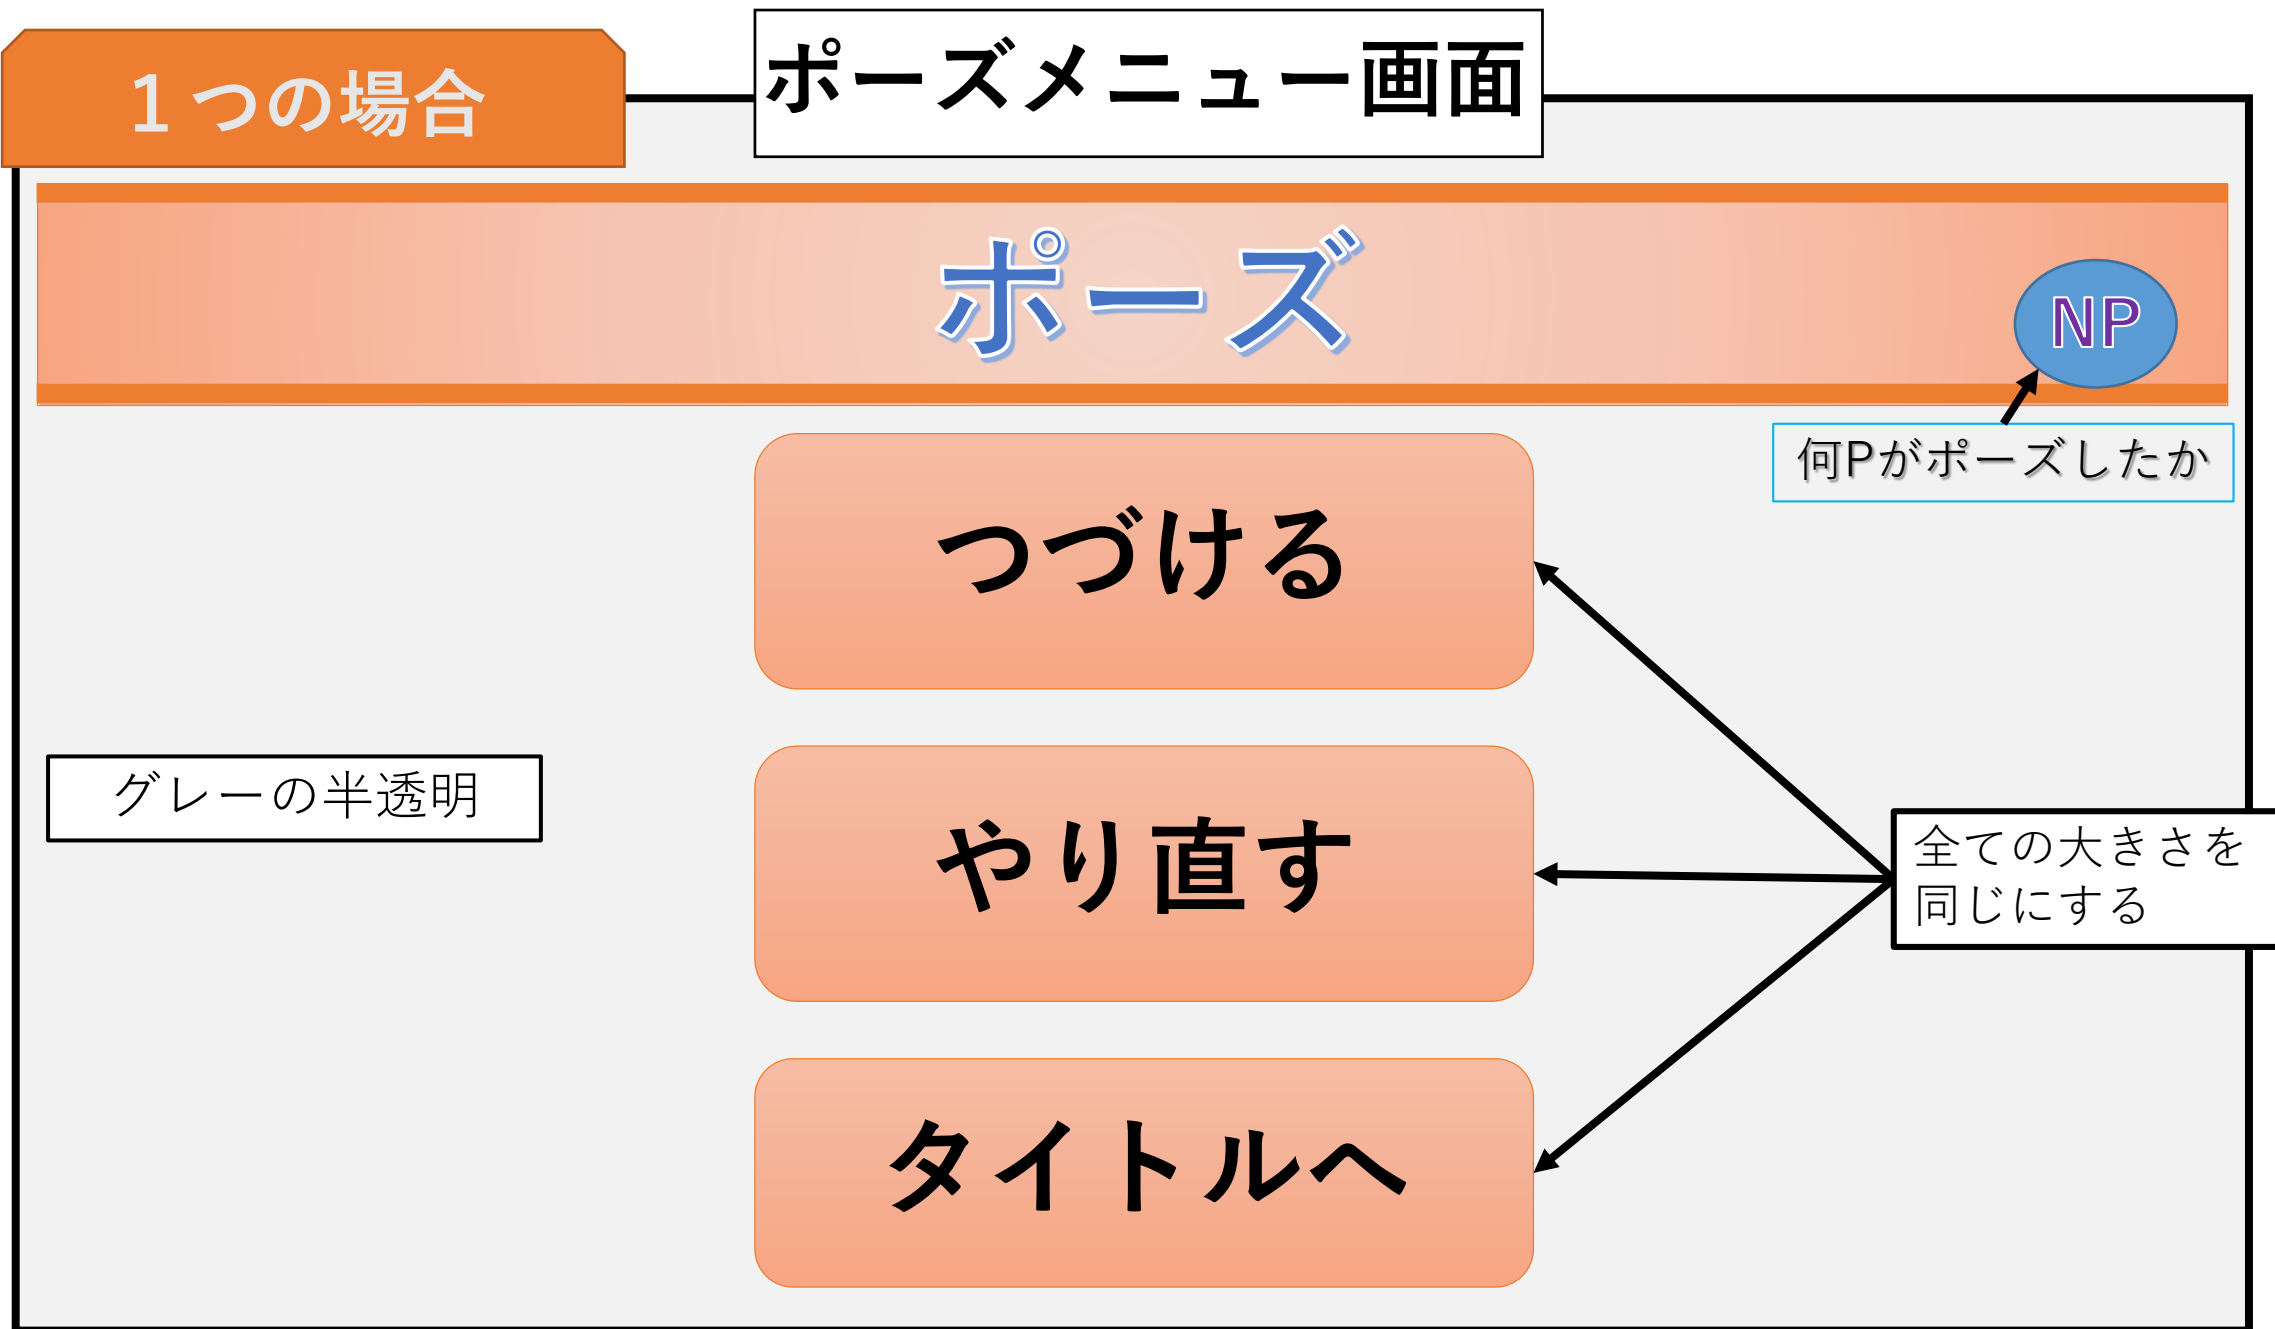 １つの場合
ポーズメニュー画面
ポーズ
NP
何Pがポーズしたか
つづける
グレーの半透明
やり直す
全ての大きさを
同じにする
タイトルへ